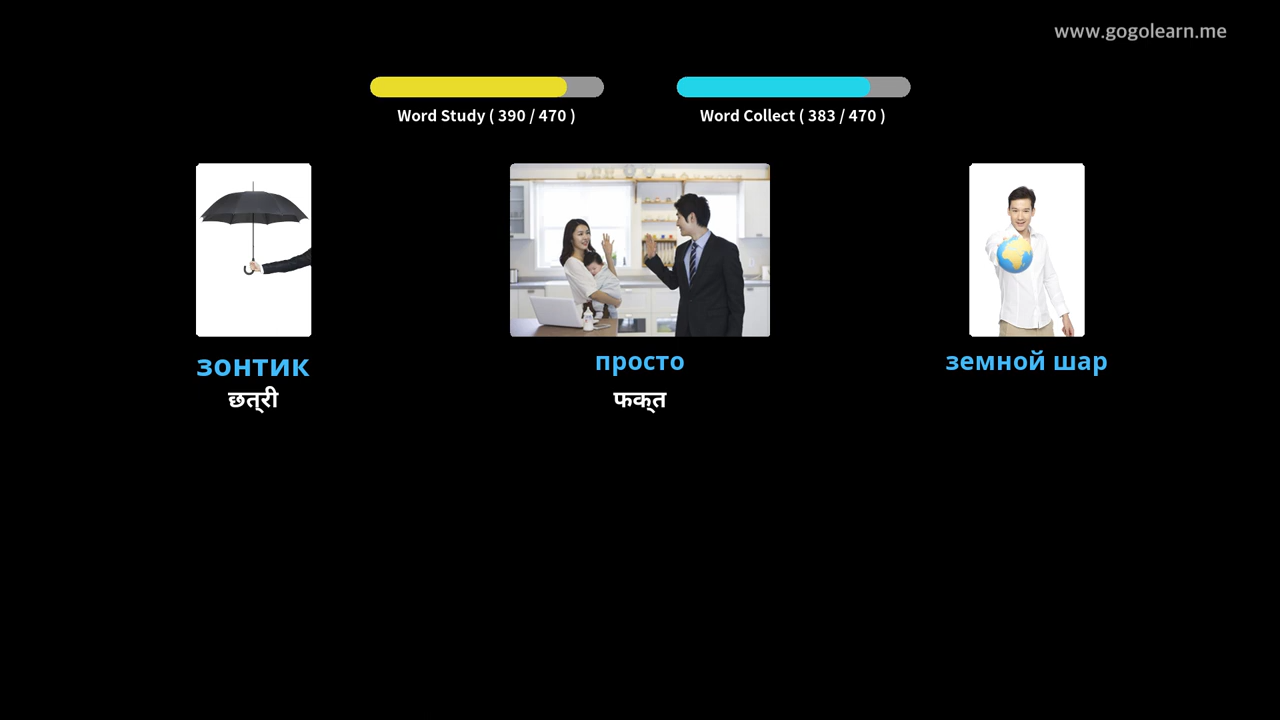 www.gogolearn.me
Word Study ( 390 / 470 )
Word Collect ( 383 / 470 )
зонтик
просто
земной шар
छत्री
फक्त